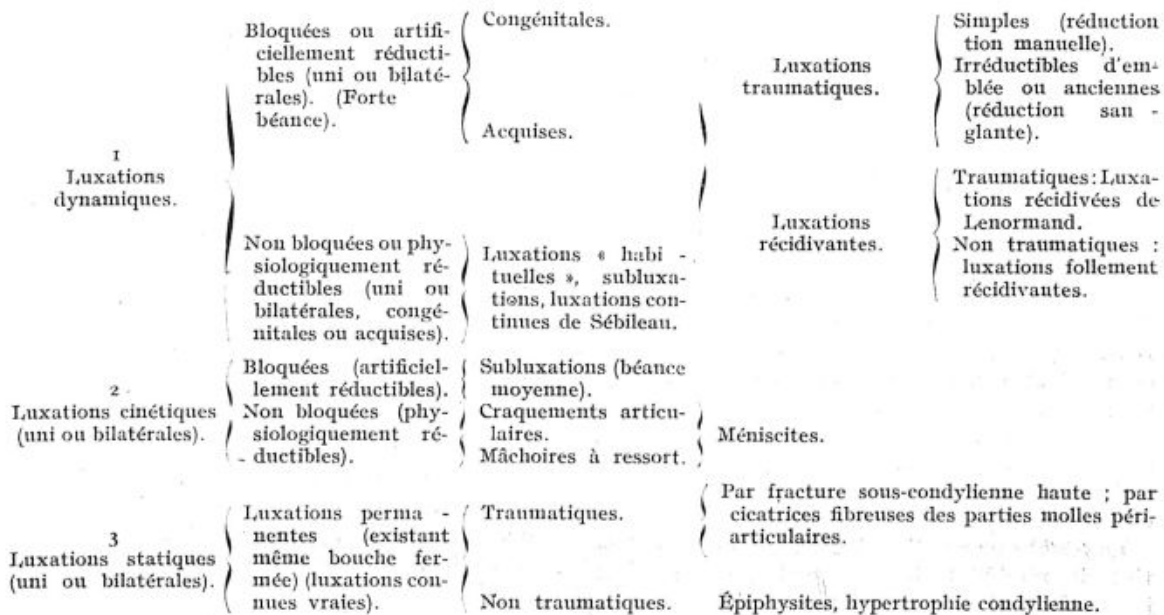 1
Luxations
dynamiques.
Bloquées ou artifi-
ciellement réducti-
bles (uni ou bilaté-
rales). (Forte
béance).
Congénitales.
Acquises.
Luxations
traumatiques.
Simples (réduction
tion manuelle).
Irréductibles d'em-
blée ou anciennes
(réduction san -
glante).
Luxations
récidivantes.
Traumatiques: Luxa-
tions récidivées de
Lenormand.
Non traumatiques :
luxations follement
récidivantes.
Non bloquées ou phy-
siologiquement ré-
ductibles (uni ou
bilatérales, congé-
nitales ou acquises).
Luxations « habi -
tuelles », subluxa-
tions, luxations con-
tinues de Sébileau.
2
Luxations cinétiques
(uni ou bilatérales).
Bloquées (artificiel-
lement réductibles).
Subluxations (béance
moyenne).
Non bloquées (phy-
siologiquement ré-
ductibles).
Craquements articu-
laires.
Mâchoires à ressort.
Méniscites.
3
Luxations statiques
(uni ou bilatérales).
Luxations perma -
nentes (existant
même bouche fer-
mée) (luxations con-
nues vraies).
Traumatiques.
Par fracture sous-condylienne haute ; par
cicatrices fibreuses des parties molles péri-
articulaires.
Non traumatiques.
Épiphysites, hypertrophie condylienne.